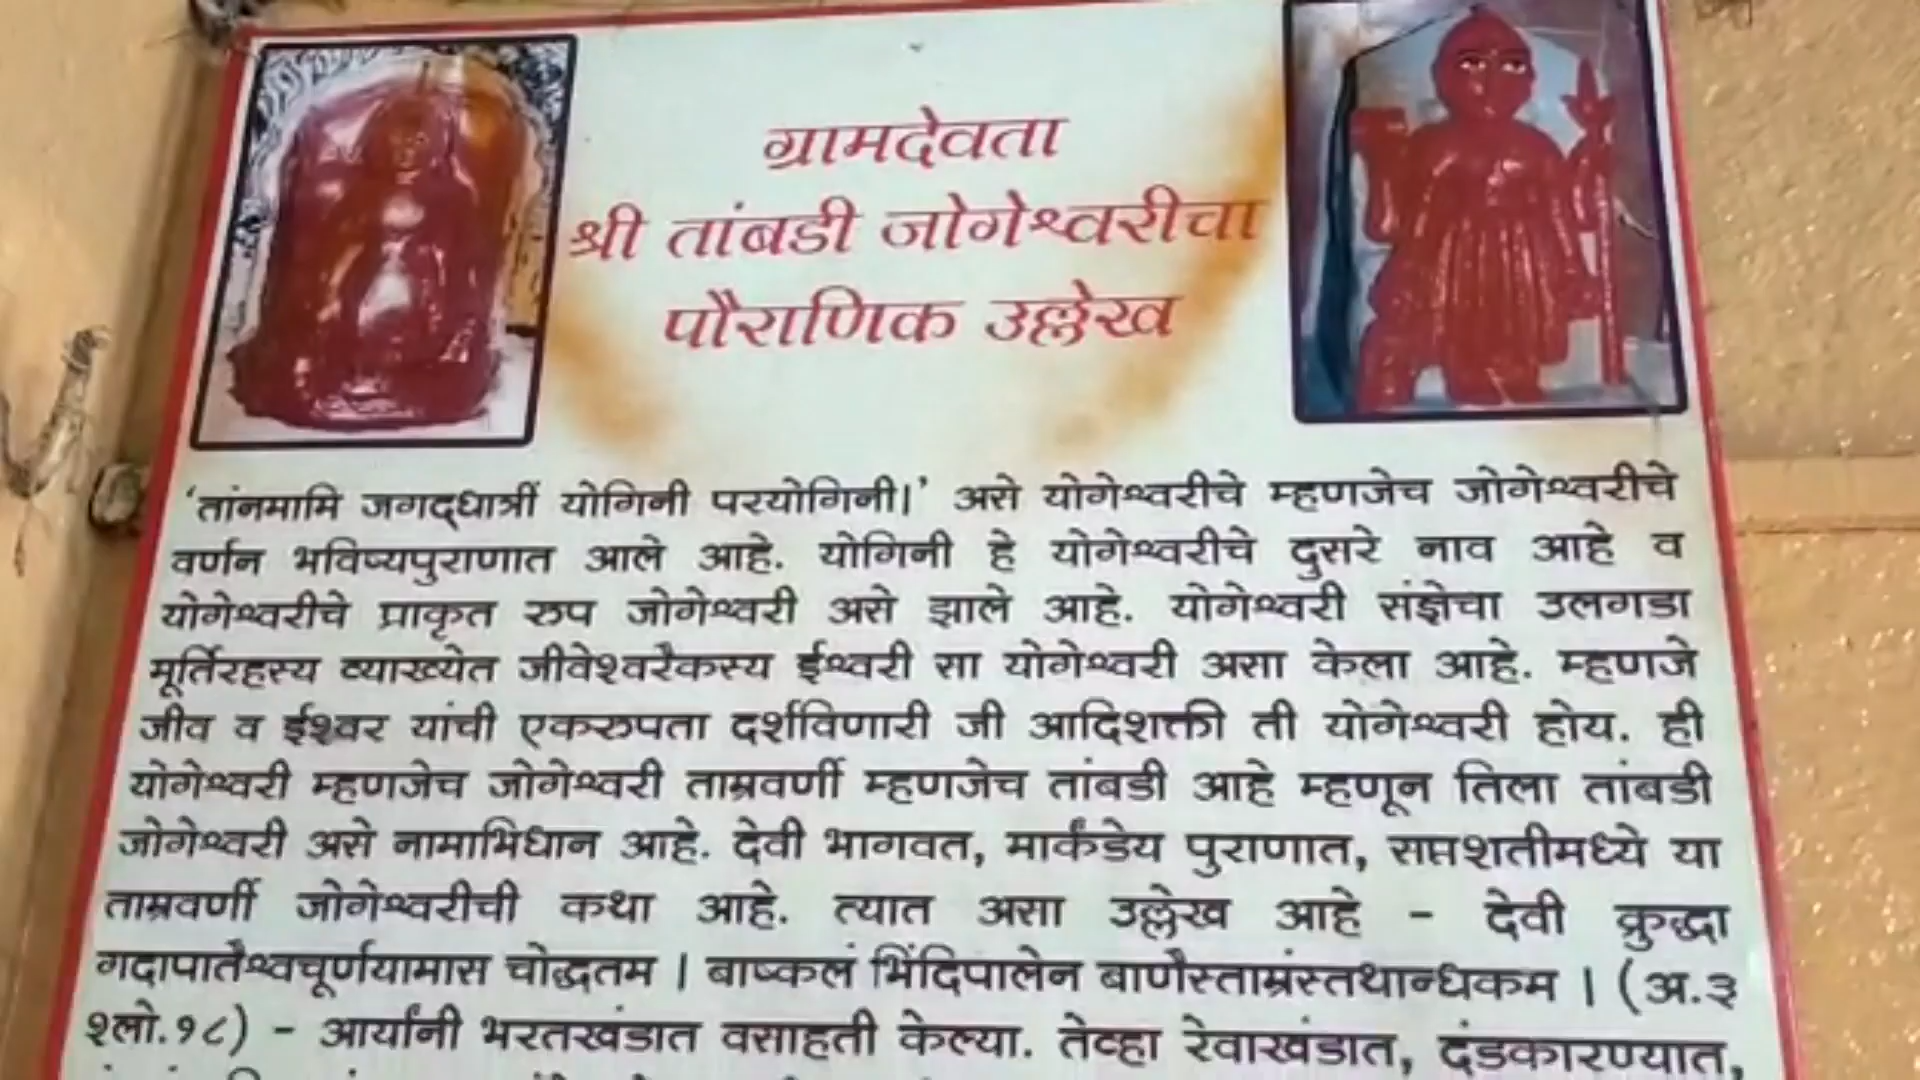 ग्रामदेवता
श्री तांबडी जोगेश्वरीचा
पौराणिक उल्लेख
‘तांनमामि जगद्धात्रीं योगिनी परयोगिनी।’ असे योगेश्वरीचे म्हणजेच जोगेश्वरीचे
वर्णन भविष्यपुराणात आले आहे. योगिनी हे योगेश्वरीचे दुसरे नाव आहे व
योगेश्वरीचे प्राकृत रुप जोगेश्वरी असे झाले आहे. योगेश्वरी संज्ञेचा उलगडा
मूर्तिरहस्य व्याख्येत जीवेश्वरैकस्य ईश्वरी सा योगेश्वरी असा केला आहे. म्हणजे
जीव व ईश्वर यांची एकरुपता दर्शविणारी जी आदिशक्ती ती योगेश्वरी होय. ही
योगेश्वरी म्हणजेच जोगेश्वरी ताम्रवर्णी म्हणजेच तांबडी आहे म्हणून तिला तांबडी
जोगेश्वरी असे नामाभिधान आहे. देवी भागवत, मार्कंडेय पुराणात, सप्तशतीमध्ये या
ताम्रवर्णी जोगेश्वरीची कथा आहे. त्यात असा उल्लेख आहे - देवी क्रुद्धा
गदापातैश्वचूर्णयामास चोद्धतम । बाष्कलं भिंदिपालेन बाणैस्ताम्रंस्तथान्धकम । (अ.३
श्लो.१८) - आर्यांनी भरतखंडात वसाहती केल्या. तेव्हा रेवाखंडात, दंडकारण्यात,